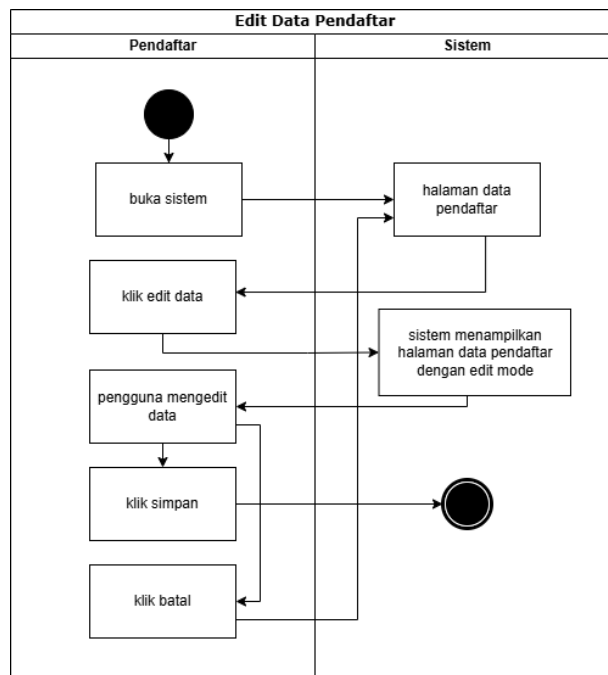 Edit Data Pendaftar
Pendaftar
Sistem
buka sistem
halaman data
pendaftar
klik edit data
sistem menampilkan
halaman data pendaftar
dengan edit mode
pengguna mengedit
data
klik simpan
klik batal